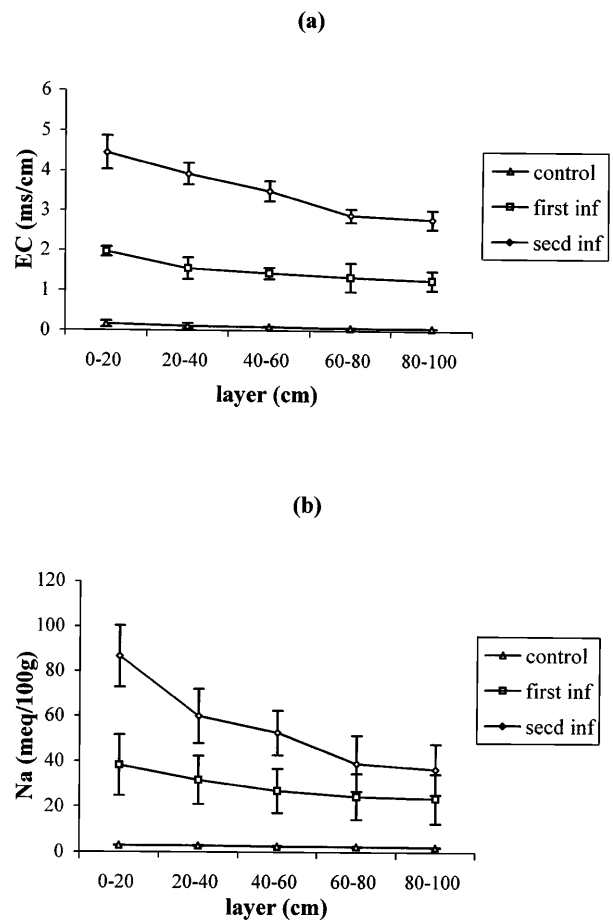 (a)
EC (ms/cm)
6
5
4
3
2
1
0
0-20 20-40 40-60 60-80 80-100
layer (cm)
control
first inf
secd inf
(b)
Na (meq/100g)
120
100
80
60
40
20
0
0-20 20-40 40-60 60-80 80-100
layer (cm)
control
first inf
secd inf